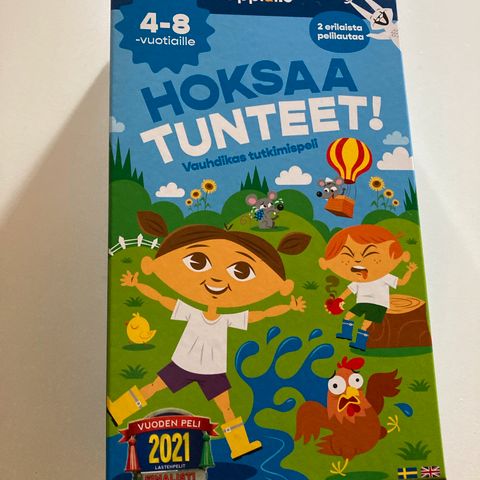 4-8
-vuotiaille
2 erilaista
pelilautaa
HOKSAA
TUNTEET!
Vauhdikas tutkimispeli
VUODEN PELI
2021
LASTENPELIT
FINALISTI